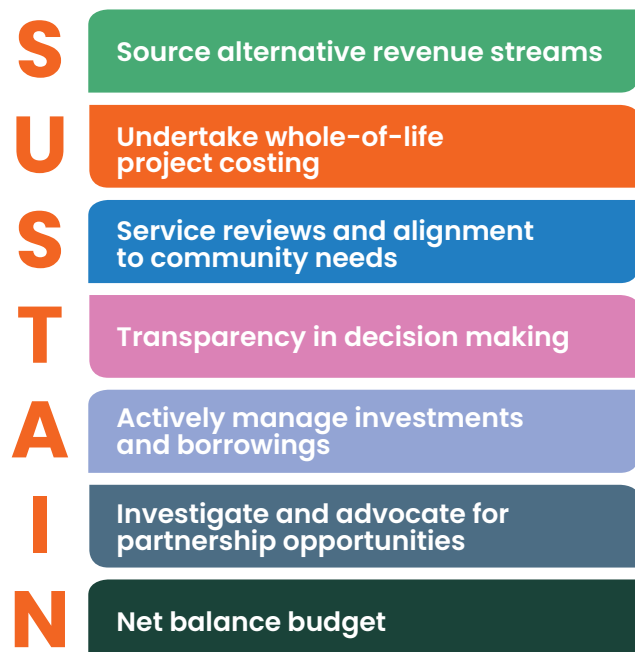 S
Source alternative revenue streams
U
Undertake whole-of-life
project costing
S
Service reviews and alignment
to community needs
T
Transparency in decision making
A
Actively manage investments
and borrowings
I
Investigate and advocate for
partnership opportunities
N
Net balance budget